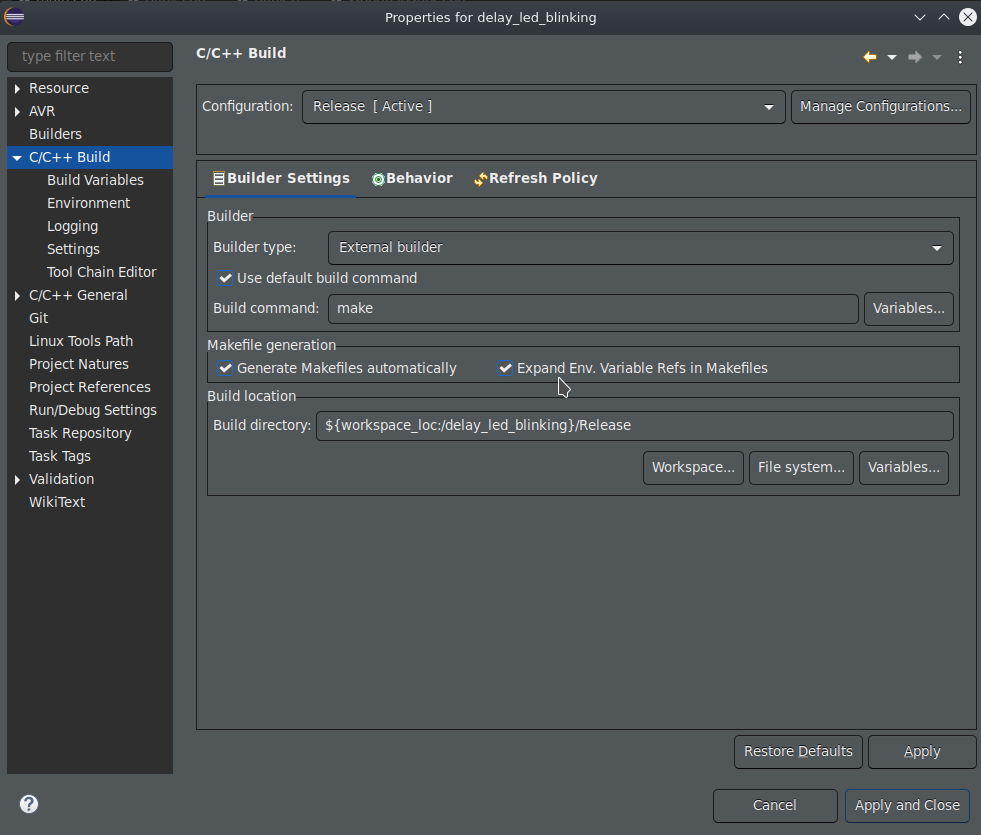 Properties for delay_led_blinking
type filter text
Resource
AVR
Builders
C/C++ Build
Build Variables
Environment
Logging
Settings
Tool Chain Editor
C/C++ General
Git
Linux Tools Path
Project Natures
Project References
Run/Debug Settings
Task Repository
Task Tags
Validation
WikiText
C/C++ Build
Configuration: Release [ Active ] Manage Configurations...
Builder Settings Behavior Refresh Policy
Builder
Builder type: External builder
Use default build command
Build command: make Variables...
Makefile generation
Generate Makefiles automatically Expand Env. Variable Refs in Makefiles
Build location
Build directory: ${workspace_loc:/delay_led_blinking}/Release
Workspace... File system... Variables...
Restore Defaults Apply
? Cancel Apply and Close